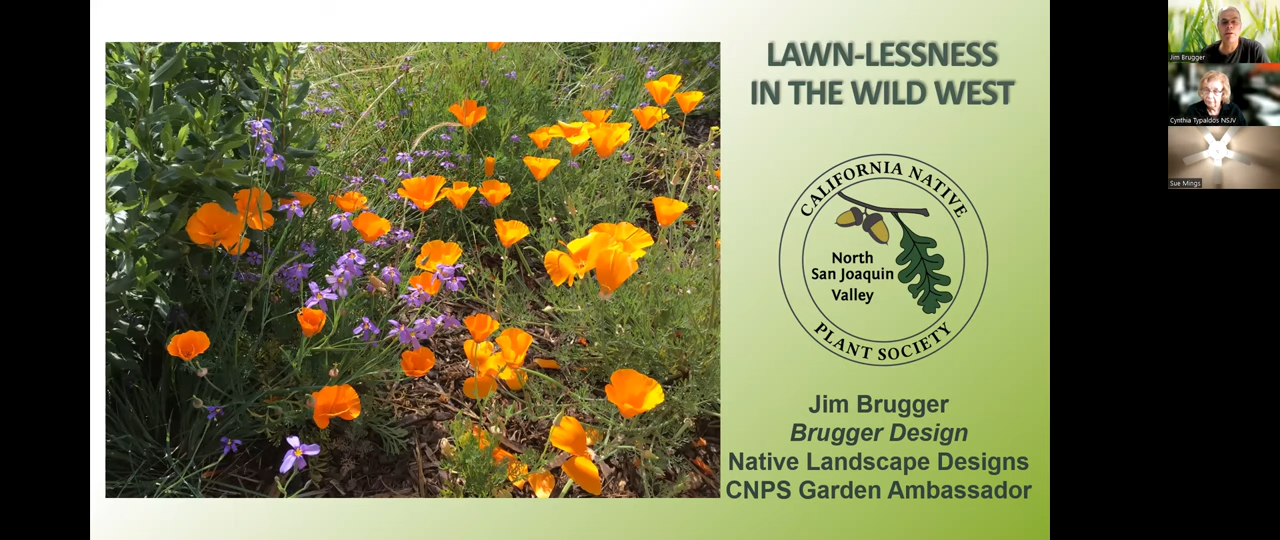 LAWN-LESSNESS
IN THE WILD WEST
CALIFORNIA NATIVE
North
San Joaquin
Valley
PLANT SOCIETY
Jim Brugger
Brugger Design
Native Landscape Designs
CNPS Garden Ambassador
Jim Brugger
Cynthia Typaldos NSJV
Sue Mings